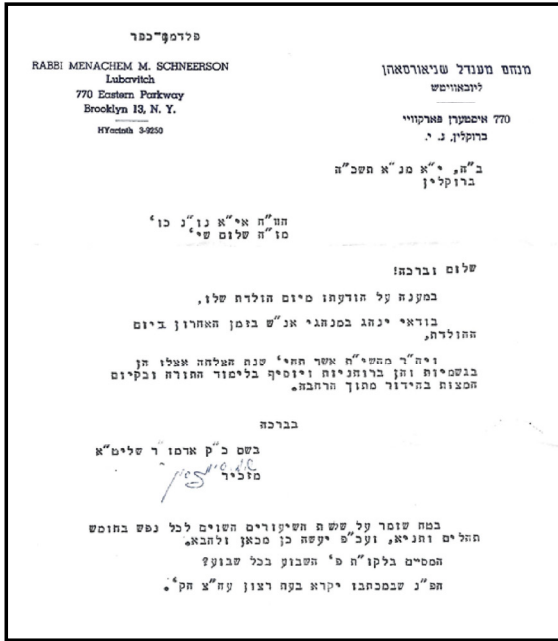 פלדמן-כפר
RABBI MENACHEM M. SCHNEERSON
Lubavitch
770 Eastern Parkway
Brooklyn 13, N. Y.
HYacinth 3-9250
מנחם מענדל שניאורסאהן
ליובאוויטש
770 איסטערן פארקוויי
ברוקלין, נ. י.
ב"ה, י"א מנ"א תשכ"ה
ברוקלין
הוו"ח אי"א נו"נ כו'
מו"ה שלום שי'
שלום וברכה!
במענה על הודעתו מיום הולדת שלו,
בודאי ינהג במנהגי אנ"ש בזמן האחרון ביום
ההולדת,
ויה"ר מהשי"ת אשר תהי' שנת הצלחה אצלו הן
בגשמיות והן ברוחניות ויוסיף בלימוד התורה ובקיום
המצות בהידור מתוך הרחבה.
בברכה
בשם כ"ק אדמו"ר שליט"א
מזכיר
בטח שומר על שלשת השיעורים השוים לכל נפש בחומש
תהלים ותניא, ועכ"פ יעשה כן מכאן ולהבא.
המסיים בלקו"ת פ' השבוע בכל שבוע?
הפ"נ שבמכתבו יקרא בעת רצון עה"צ הק'.